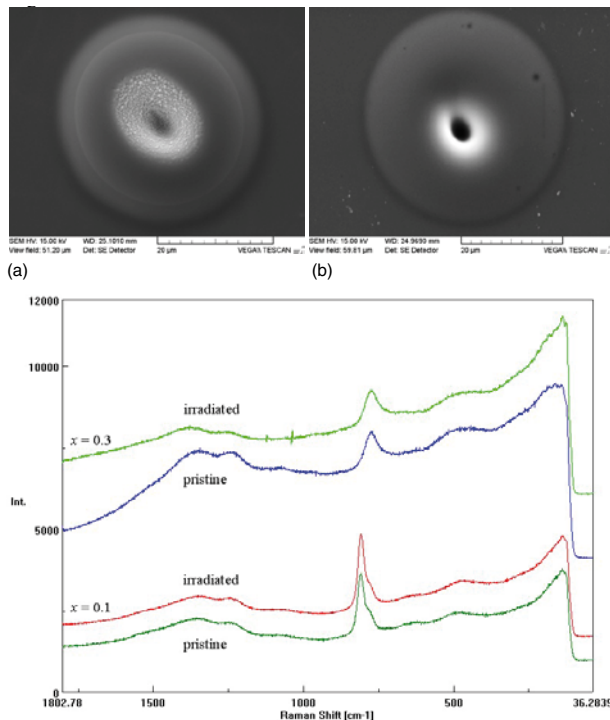 SEM HV: 15.00 kV WD: 25.1010 mm
View field: 51.20 µm Det: SE Detector 20 µm VEGA\\ TESCAN
SEM HV: 15.00 kV WD: 24.9690 mm
View field: 59.81 µm Det: SE Detector 20 µm VEGA\\ TESCAN
(a)
(b)
12000
10000
irradiated
x = 0.3
pristine
Int.
5000
irradiated
x = 0.1
pristine
0
1802.78 1500 1000 500 36.2839
Raman Shift [cm-1]